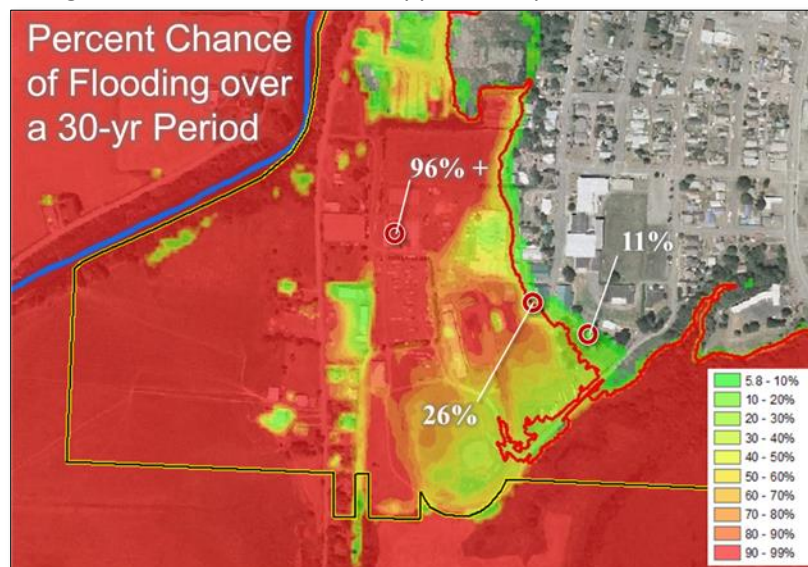 Percent Chance
of Flooding over
a 30-yr Period
96% +
11%
26%
5.8 - 10%
10 - 20%
20 - 30%
30 - 40%
40 - 50%
50 - 60%
60 - 70%
70 - 80%
80 - 90%
90 - 99%